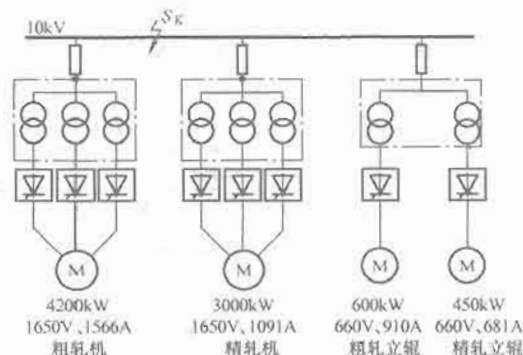 10kV
S_K
M
M
M
M
4200kW
1650V、1566A
粗轧机
3000kW
1650V、1091A
精轧机
600kW
660V、910A
粗轧立辊
450kW
660V、681A
精轧立辊